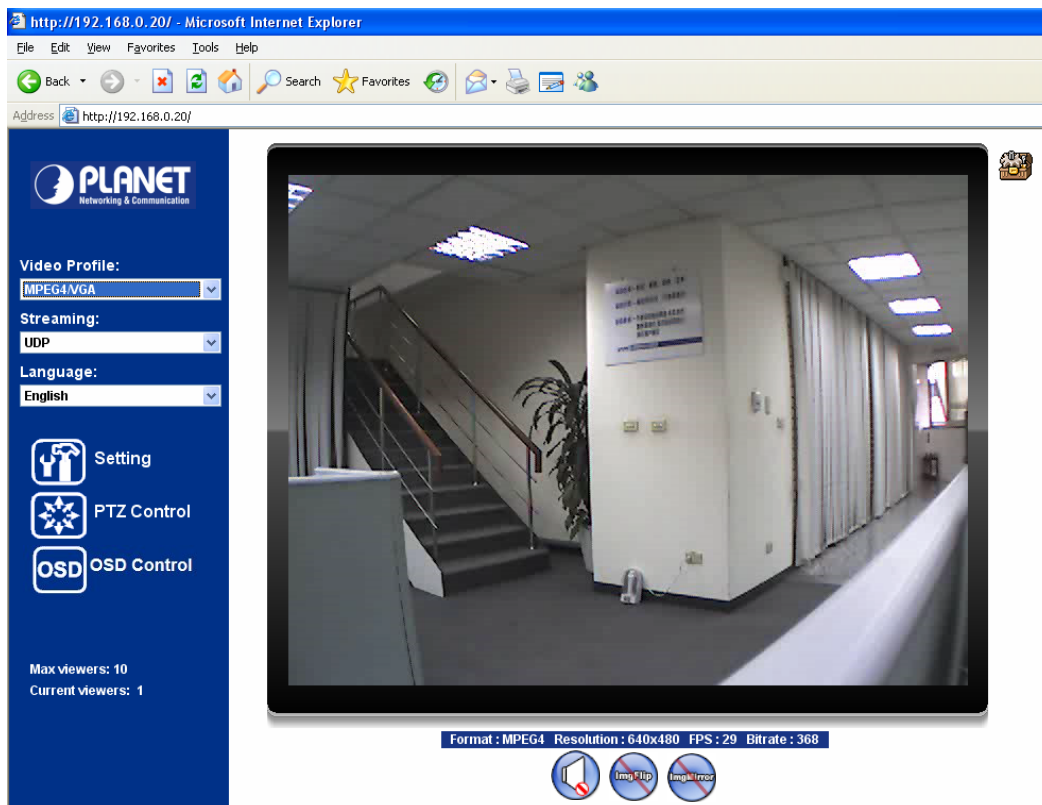 http://192.168.0.20/ - Microsoft Internet Explorer
File Edit View Favorites Tools Help
Back Search Favorites
Address http://192.168.0.20/
PLANET
Networking & Communication
Video Profile:
MPEG4/VGA
Streaming:
UDP
Language:
English
Setting
PTZ Control
OSD OSD Control
Max viewers: 10
Current viewers: 1
Format : MPEG4 Resolution : 640x480 FPS : 29 Bitrate : 368
ImgFlip ImgMirror